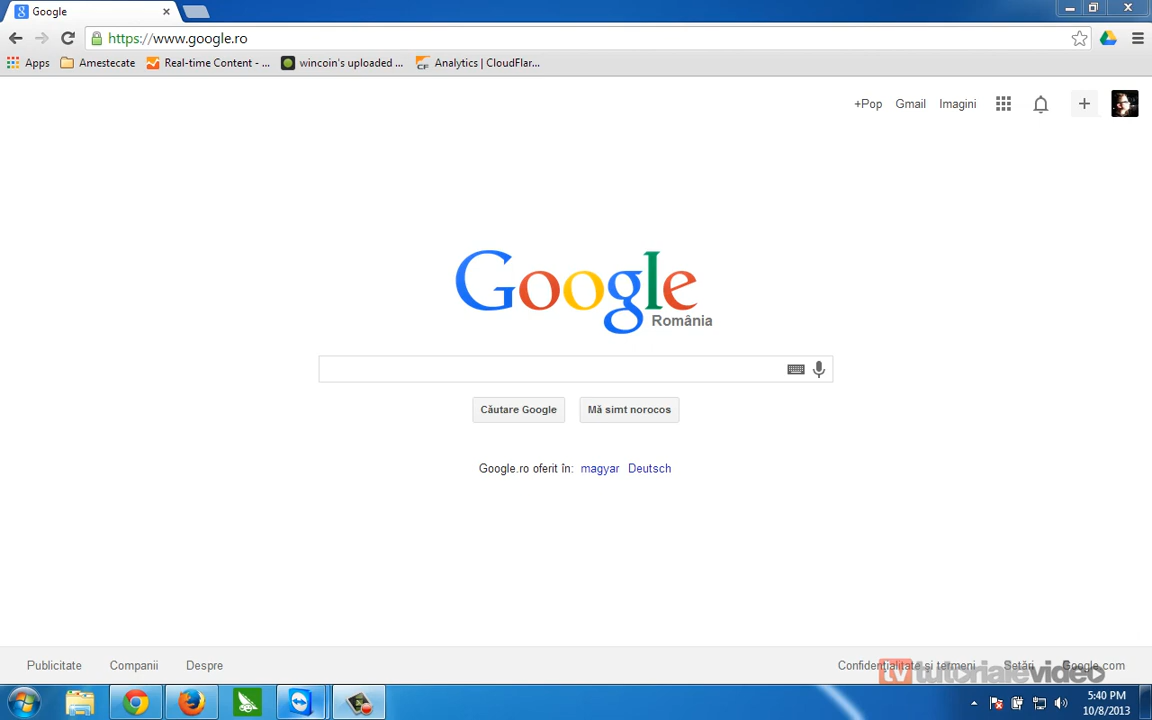 Google
https://www.google.ro
Apps Amestecate Real-time Content - ... wincoin's uploaded ... Analytics | CloudFlar...
+Pop Gmail Imagini
Google
România
Căutare Google Mă simt norocos
Google.ro oferit în: magyar Deutsch
Publicitate Companii Despre Confidențialitate și termeni Setări Google.com
tv tutorialevideo
5:40 PM
10/8/2013